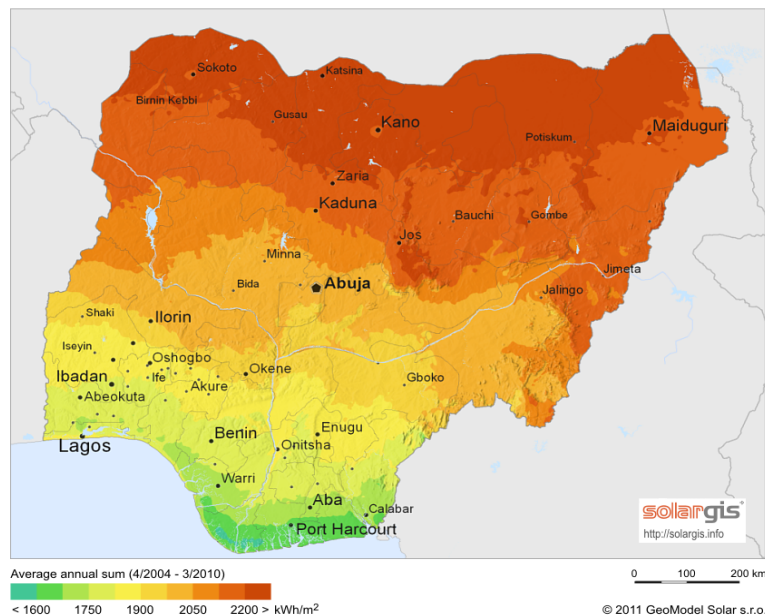 Sokoto
Katsina
Birnin Kebbi
Gusau
Kano
Maiduguri
Potiskum
Zaria
Kaduna
Bauchi
Gombe
Jos
Minna
Jimeta
Bida
Abuja
Jalingo
Shaki
Ilorin
Iseyin
Oshogbo
Ibadan
Ife
Okene
Gboko
Akure
Abeokuta
Benin
Enugu
Lagos
Onitsha
Warri
Aba
Calabar
Port Harcourt
solargis
http://solargis.info
Average annual sum (4/2004 - 3/2010)
0 100 200 km
< 1600 1750 1900 2050 2200 > kWh/m²
© 2011 GeoModel Solar s.r.o.